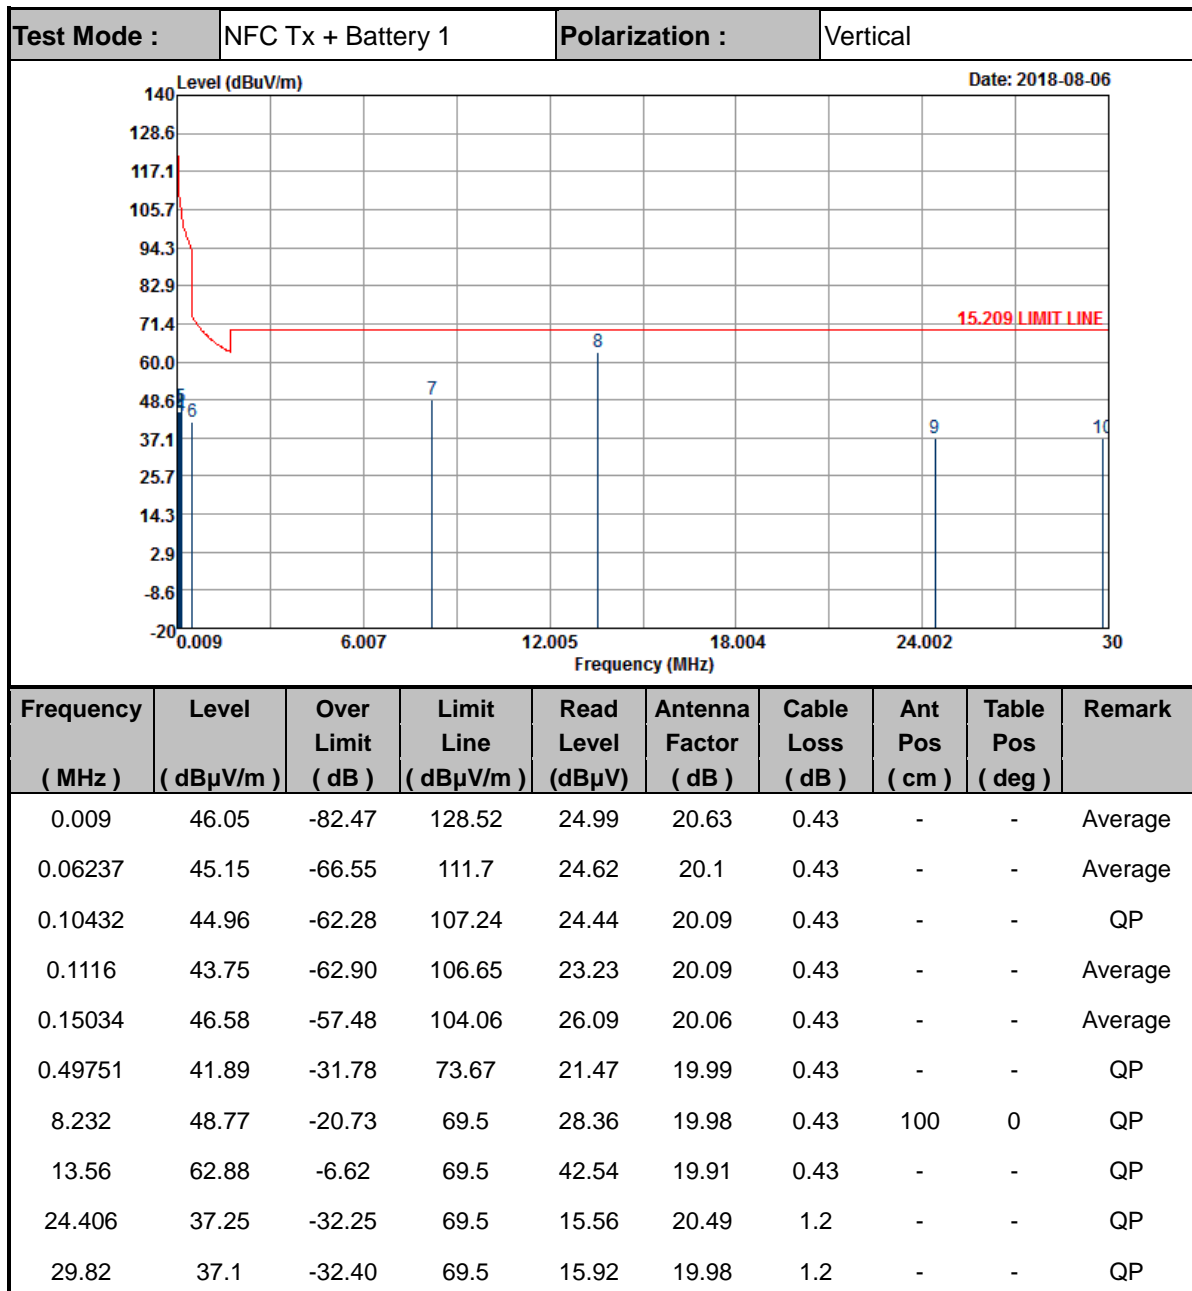 Test Mode : NFC Tx + Battery 1 Polarization : Vertical
Level (dBuV/m) Date: 2018-08-06
140
128.6
117.1
105.7
94.3
82.9
71.4
60.0
48.6
37.1
25.7
14.3
2.9
-8.6
-20
15.209 LIMIT LINE
5
6
7
8
9
10
0.009 6.007 12.005 18.004 24.002 30
Frequency (MHz)
Frequency Level Over Limit Read Antenna Cable Ant Table Remark
Limit Line Level Factor Loss Pos Pos
( MHz ) ( dBµV/m ) ( dB ) ( dBµV/m ) (dBµV) ( dB ) ( dB ) ( cm ) ( deg )
0.009 46.05 -82.47 128.52 24.99 20.63 0.43 - - Average
0.06237 45.15 -66.55 111.7 24.62 20.1 0.43 - - Average
0.10432 44.96 -62.28 107.24 24.44 20.09 0.43 - - QP
0.1116 43.75 -62.90 106.65 23.23 20.09 0.43 - - Average
0.15034 46.58 -57.48 104.06 26.09 20.06 0.43 - - Average
0.49751 41.89 -31.78 73.67 21.47 19.99 0.43 - - QP
8.232 48.77 -20.73 69.5 28.36 19.98 0.43 100 0 QP
13.56 62.88 -6.62 69.5 42.54 19.91 0.43 - - QP
24.406 37.25 -32.25 69.5 15.56 20.49 1.2 - - QP
29.82 37.1 -32.40 69.5 15.92 19.98 1.2 - - QP